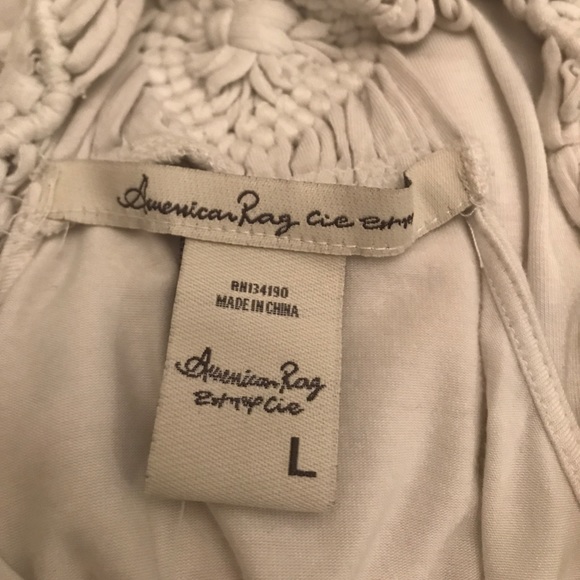 American Rag Cie
RN134190
MADE IN CHINA
American Rag
Cie
L